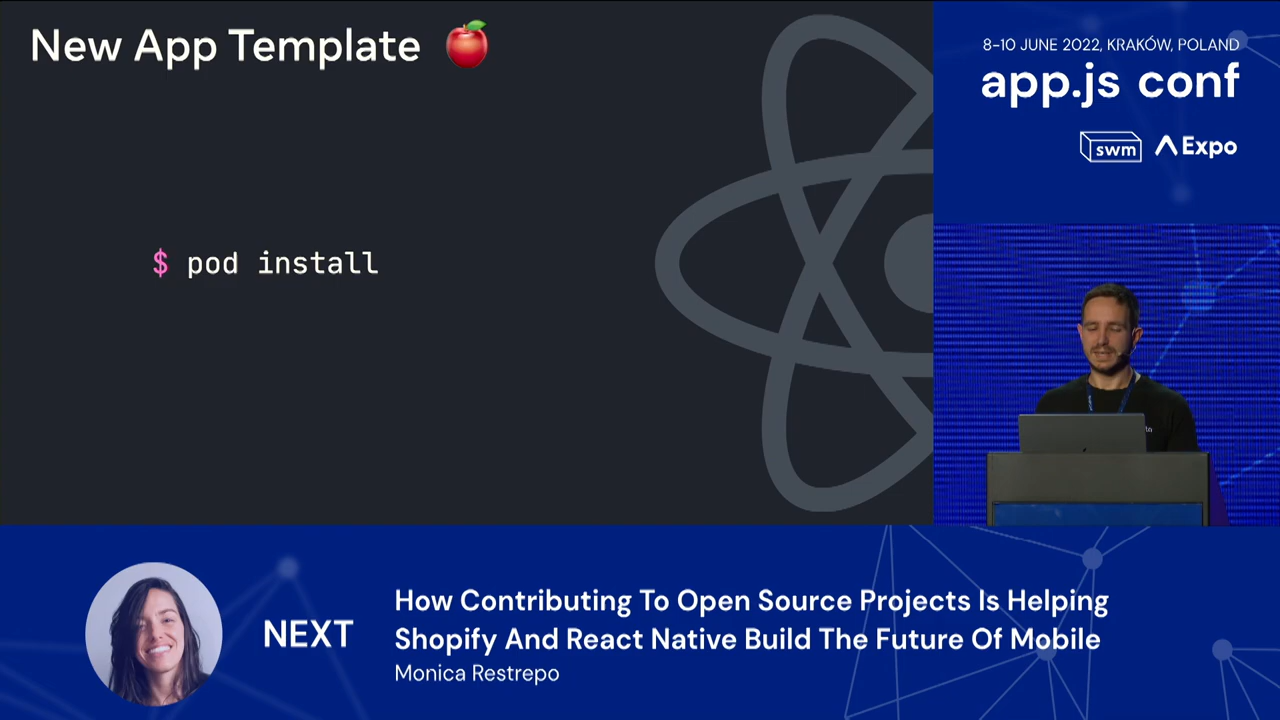 New App Template
$ pod install
8-10 JUNE 2022, KRAKÓW, POLAND
app.js conf
swm Expo
NEXT
How Contributing To Open Source Projects Is Helping
Shopify And React Native Build The Future Of Mobile
Monica Restrepo